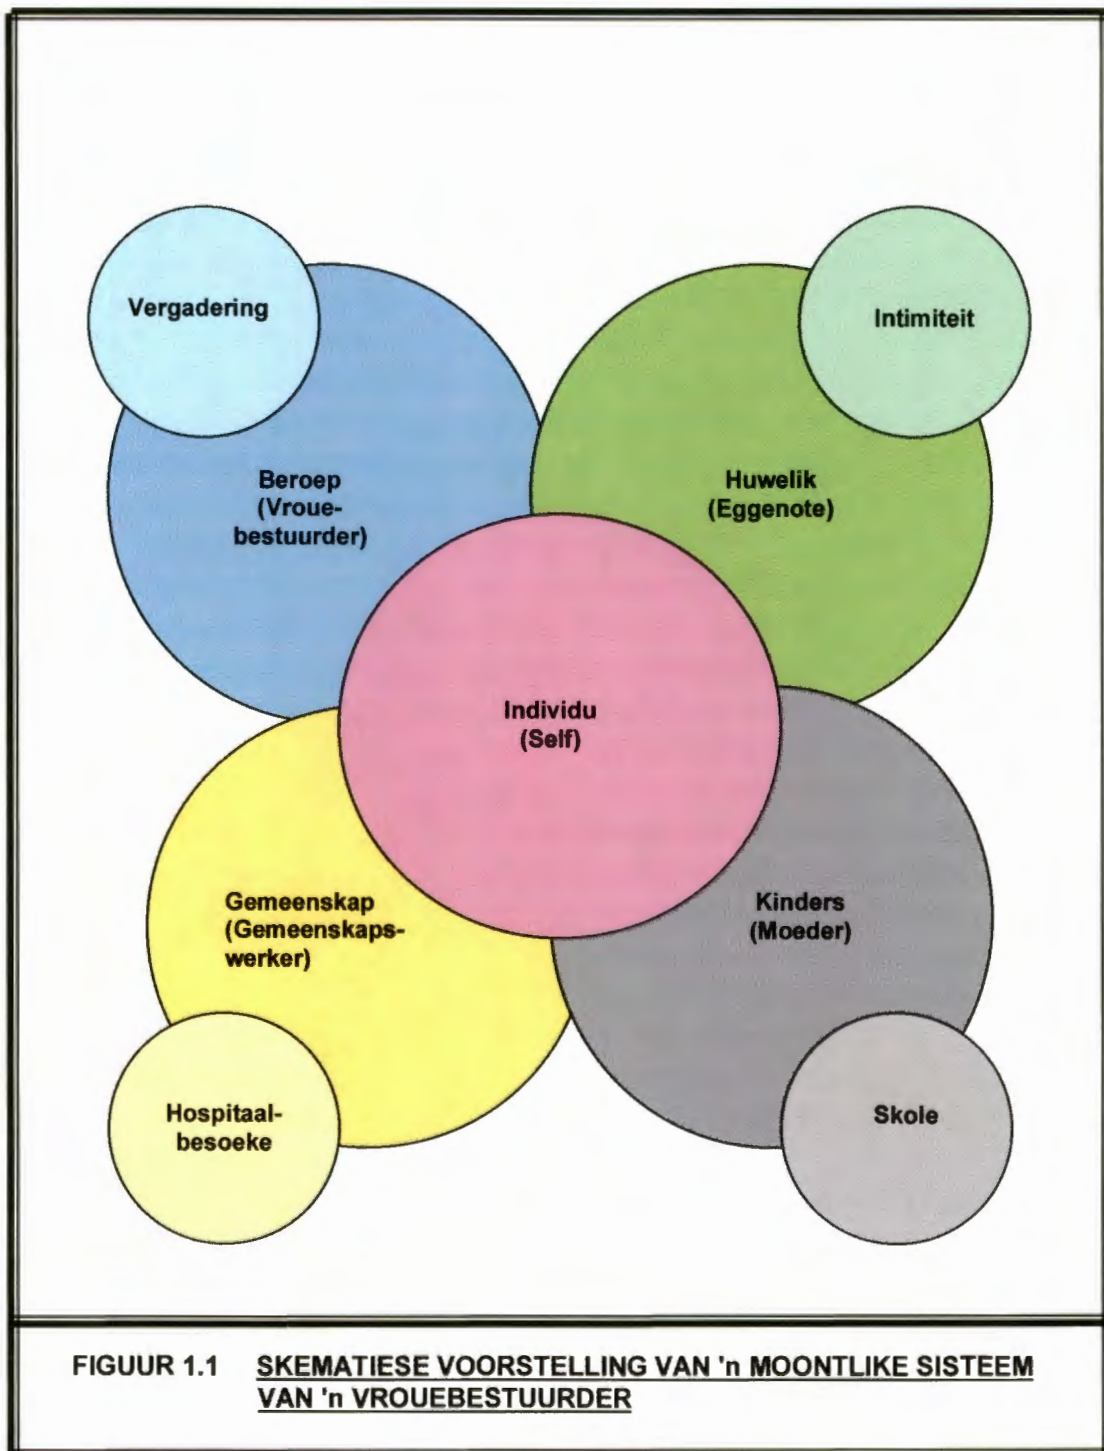 Vergadering
Intimiteit
Beroep
(Vroue-
bestuurder)
Huwelik
(Eggenote)
Individu
(Self)
Gemeenskap
(Gemeenskaps-
werker)
Kinders
(Moeder)
Hospitaal-
besoeke
Skole
FIGUUR 1.1 SKEMATIESE VOORSTELLING VAN 'n MOONTLIKE SISTEEM
VAN 'n VROUEBESTUURDER